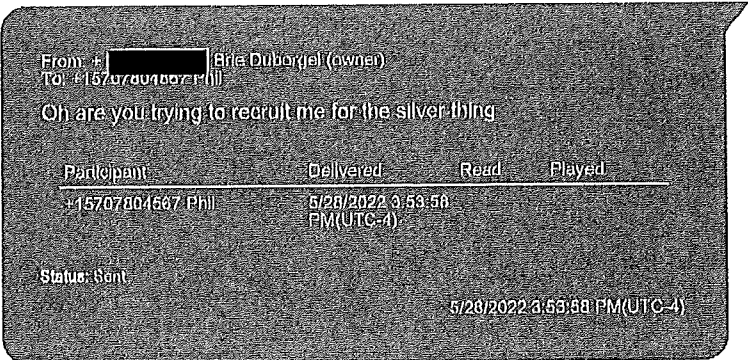 From: + Brie Duborgel (owner)
To: +15707804567 Phil
Oh are you trying to recruit me for the silver thing
Participant Delivered Read Played
+15707804567 Phil 5/28/2022 3:53:58
PM(UTC-4)
Status: Sent
5/28/2022 3:53:58 PM(UTC-4)